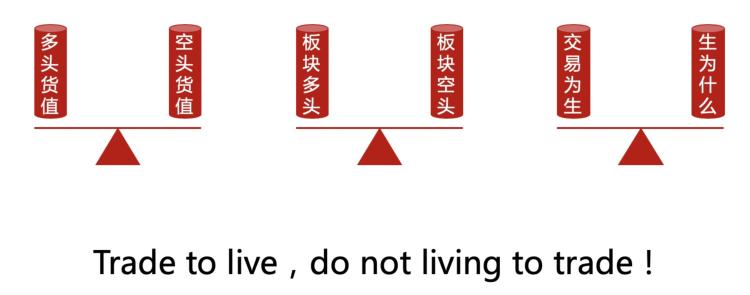 多头货值
空头货值
板块多头
板块空头
交易为生
生为什么
Trade to live，do not living to trade！